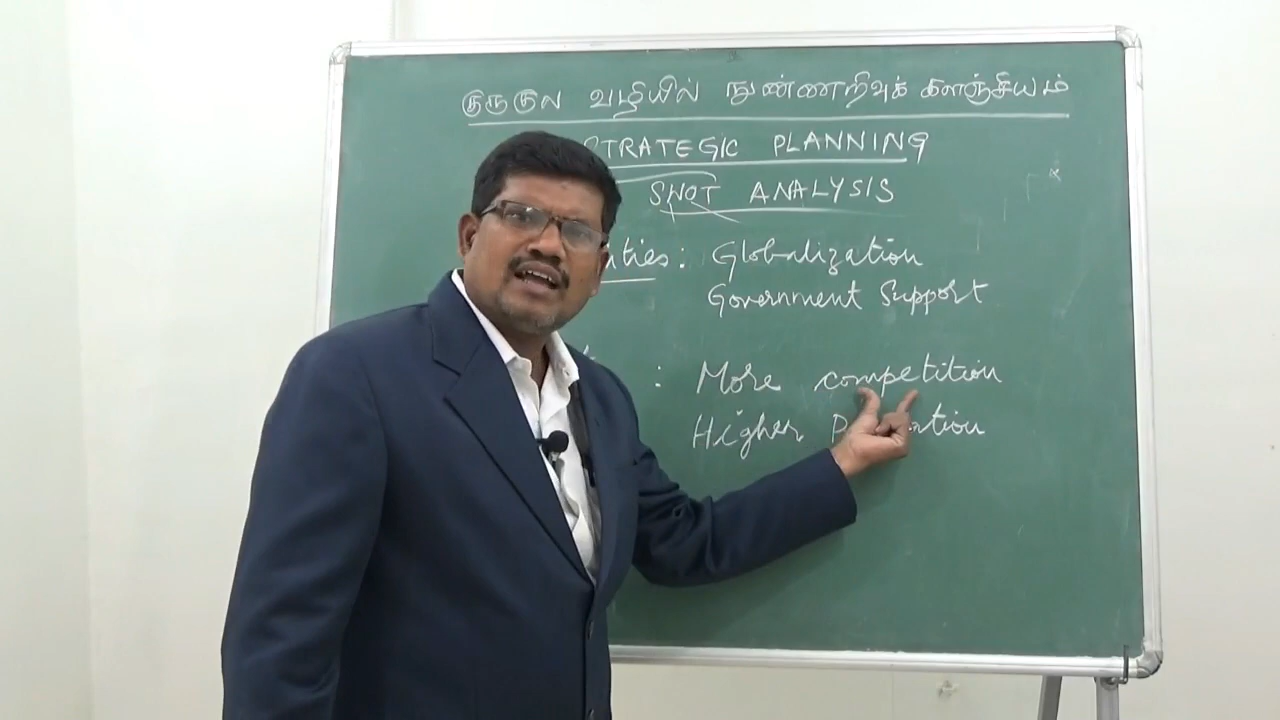 குருகுல வழியில் நுண்ணறிவுக் களஞ்சியம்
STRATEGIC PLANNING
SWOT ANALYSIS
: Globalization
Government Support
: More competition
Higher